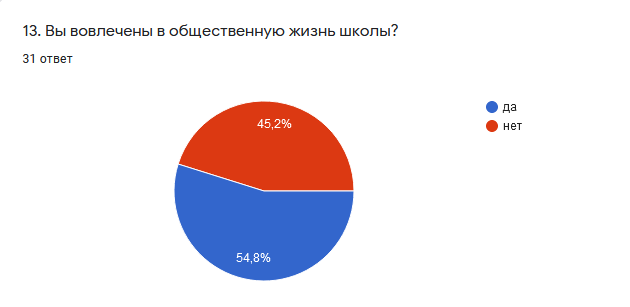 13. Вы вовлечены в общественную жизнь школы?
31 ответ
да
нет
45,2%
54,8%